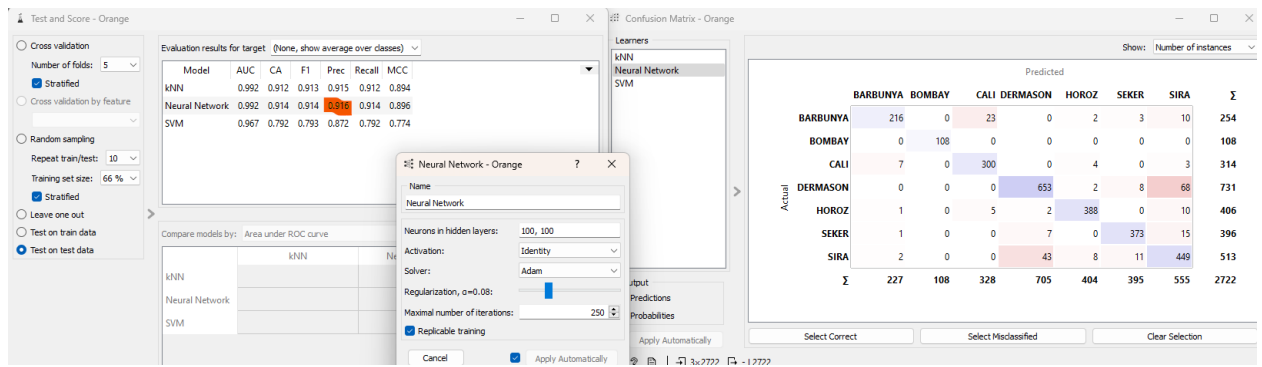 Test and Score - Orange
Cross validation
Number of folds: 5
Stratified
Cross validation by feature
Random sampling
Repeat train/test: 10
Training set size: 66 %
Stratified
Leave one out
Test on train data
Test on test data
Evaluation results for target (None, show average over classes)
Model AUC CA F1 Prec Recall MCC
kNN 0.992 0.912 0.913 0.915 0.912 0.894
Neural Network 0.992 0.914 0.914 0.916 0.914 0.896
SVM 0.967 0.792 0.793 0.872 0.792 0.774
Compare models by: Area under ROC curve
kNN Ne
kNN
Neural Network
SVM
Neural Network - Orange ?
Name
Neural Network
Neurons in hidden layers: 100, 100
Activation: Identity
Solver: Adam
Regularization, α=0.08:
Maximal number of iterations: 250
Replicable training
Cancel Apply Automatically
Confusion Matrix - Orange
Learners
kNN
Neural Network
SVM
utput
Predictions
Probabilities
Apply Automatically
3×2722 - | 2722
Show: Number of instances
Predicted
BARBUNYA BOMBAY CALI DERMASON HOROZ SEKER SIRA Σ
Actual
BARBUNYA 216 0 23 0 2 3 10 254
BOMBAY 0 108 0 0 0 0 0 108
CALI 7 0 300 0 4 0 3 314
DERMASON 0 0 0 653 2 8 68 731
HOROZ 1 0 5 2 388 0 10 406
SEKER 1 0 0 7 0 373 15 396
SIRA 2 0 0 43 8 11 449 513
Σ 227 108 328 705 404 395 555 2722
Select Correct Select Misclassified Clear Selection